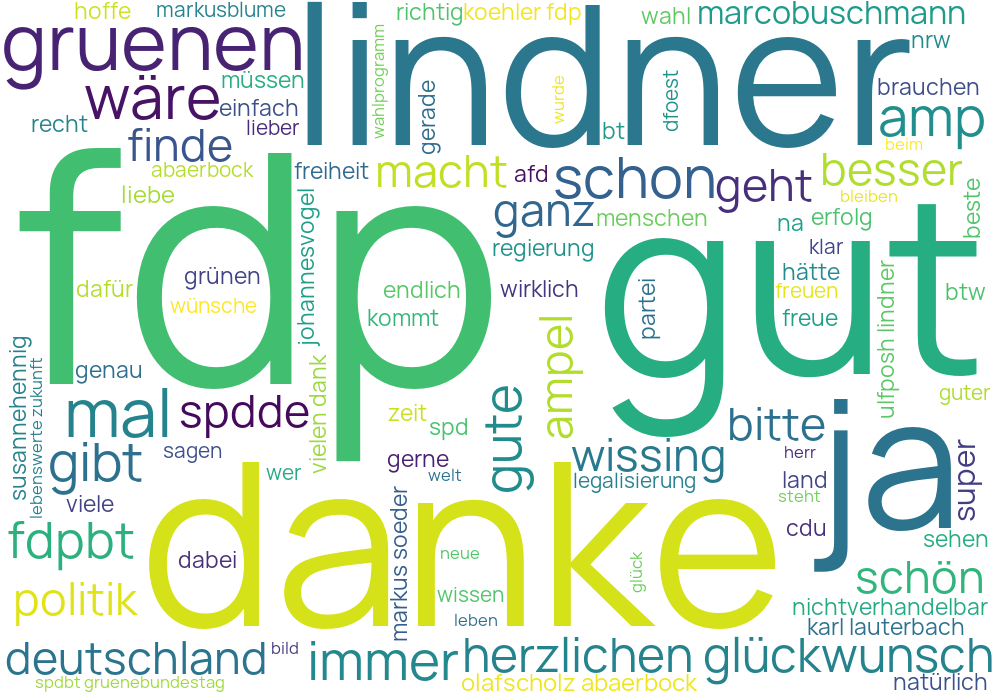 hoffe
markusblume
richtig
koehler fdp
wahl
marcobuschmann
gruenen
lindner
nrw
müssen
wahlprogramm
gerade
wurde
dfoest
brauchen
wäre
einfach
amp
recht
lieber
bt
finde
beim
abaerbock
freiheit
macht
afd
schon
geht
besser
liebe
johannesvogel
ganz
menschen
bleiben
na
erfolg
beste
fdp
gut
regierung
klar
dafür
grünen
endlich
wirklich
partei
hätte
wünsche
kommt
freuen
btw
freue
ulfposh lindner
susannehennig
lebenswerte zukunft
genau
vielen dank
ampel
guter
mal
spdde
zeit
spd
gute
bitte
ja
gibt
sagen
wer
gerne
welt
wissing
legalisierung
herr
land
super
viele
steht
cdu
fdpbt
danke
sehen
dabei
markus soeder
neue
glück
schön
politik
wissen
leben
nichtverhandelbar
karl lauterbach
deutschland
bild
immer
herzlichen glückwunsch
spdbt gruenebundestag
olafscholz abaerbock
natürlich